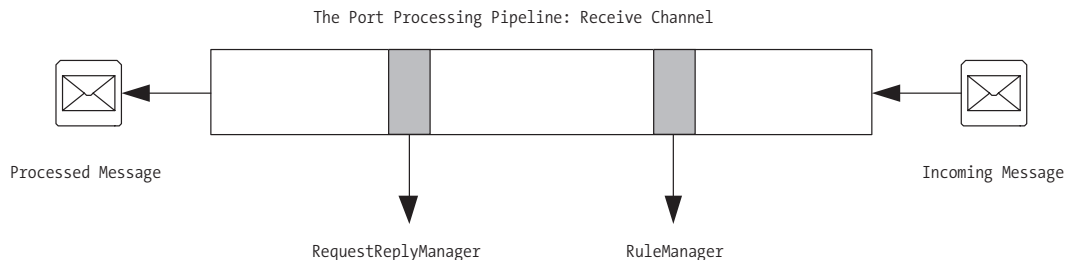 The Port Processing Pipeline: Receive Channel
Processed Message
Incoming Message
RequestReplyManager
RuleManager